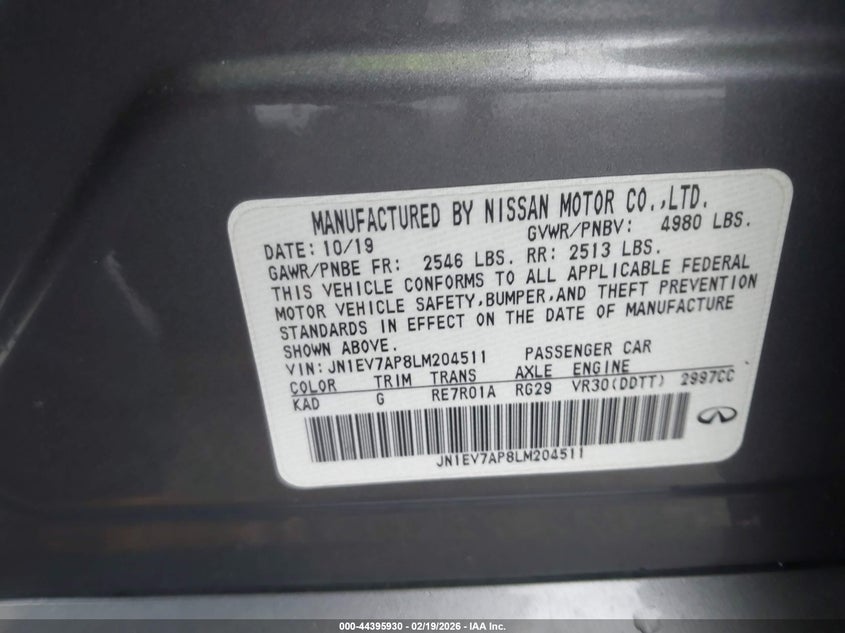 MANUFACTURED BY NISSAN MOTOR CO.,LTD.
DATE: 10/19 GVWR/PNBV: 4980 LBS.
GAWR/PNBE FR: 2546 LBS. RR: 2513 LBS.
THIS VEHICLE CONFORMS TO ALL APPLICABLE FEDERAL
MOTOR VEHICLE SAFETY,BUMPER,AND THEFT PREVENTION
STANDARDS IN EFFECT ON THE DATE OF MANUFACTURE
SHOWN ABOVE.
VIN: JN1EV7AP8LM204511 PASSENGER CAR
COLOR TRIM TRANS AXLE ENGINE
KAD G RE7R01A RG29 VR30(DDTT) 2997CC
JN1EV7AP8LM204511
000-44395930 - 02/19/2026 - IAA Inc.